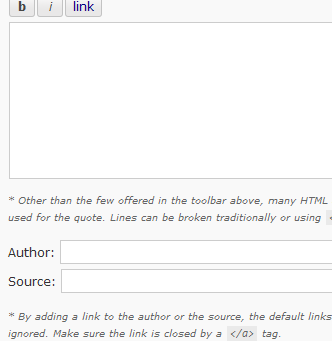 b i link
* Other than the few offered in the toolbar above, many HTML
used for the quote. Lines can be broken traditionally or using <
Author:
Source:
* By adding a link to the author or the source, the default links
ignored. Make sure the link is closed by a </a> tag.